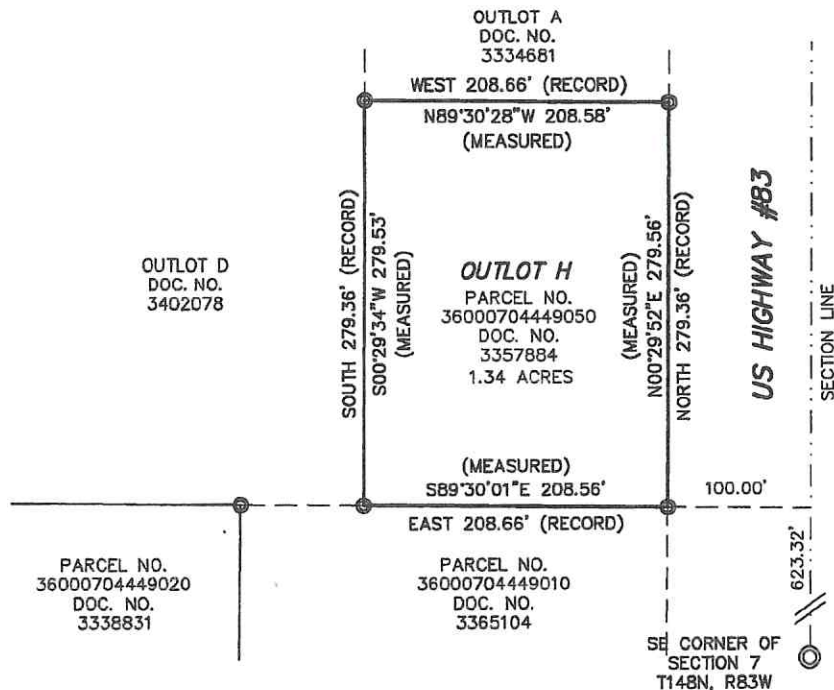 OUTLOT A
DOC. NO.
3334681
WEST 208.66' (RECORD)
N89°30'28"W 208.58'
(MEASURED)
SOUTH 279.36' (RECORD)
S00°29'34"W 279.53'
(MEASURED)
OUTLOT D
DOC. NO.
3402078
OUTLOT H
PARCEL NO.
36000704449050
DOC. NO.
3357884
1.34 ACRES
(MEASURED)
N00°29'52"E 279.56'
NORTH 279.36' (RECORD)
US HIGHWAY #83
SECTION LINE
(MEASURED)
S89°30'01"E 208.56'
EAST 208.66' (RECORD)
100.00'
623.32'
PARCEL NO.
36000704449020
DOC. NO.
3338831
PARCEL NO.
36000704449010
DOC. NO.
3365104
SE CORNER OF
SECTION 7
T148N, R83W